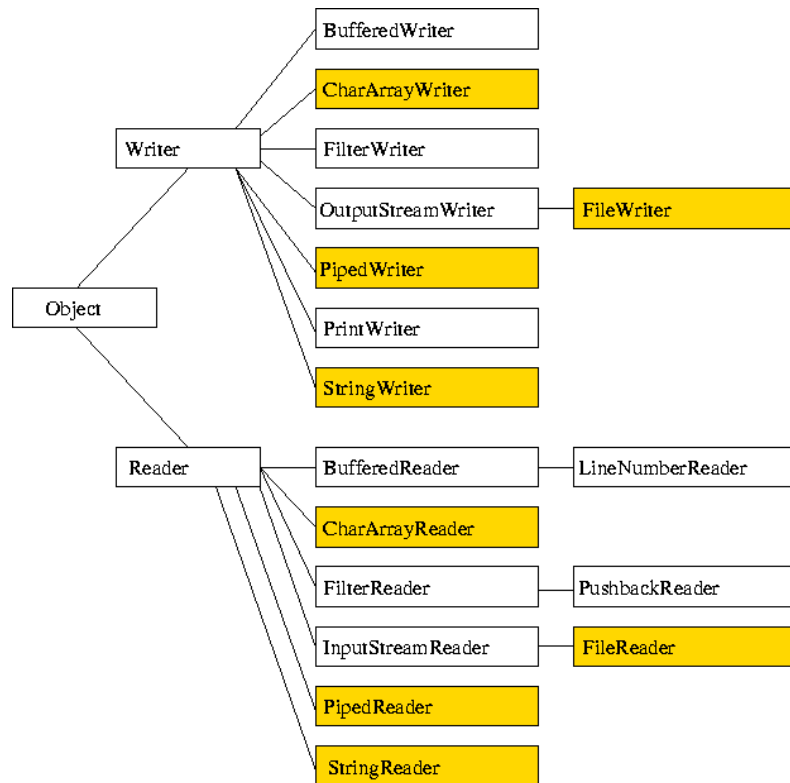 BufferedWriter
CharArrayWriter
Writer
FilterWriter
OutputStreamWriter
FileWriter
PipedWriter
Object
PrintWriter
StringWriter
Reader
BufferedReader
LineNumberReader
CharArrayReader
FilterReader
PushbackReader
InputStreamReader
FileReader
PipedReader
StringReader